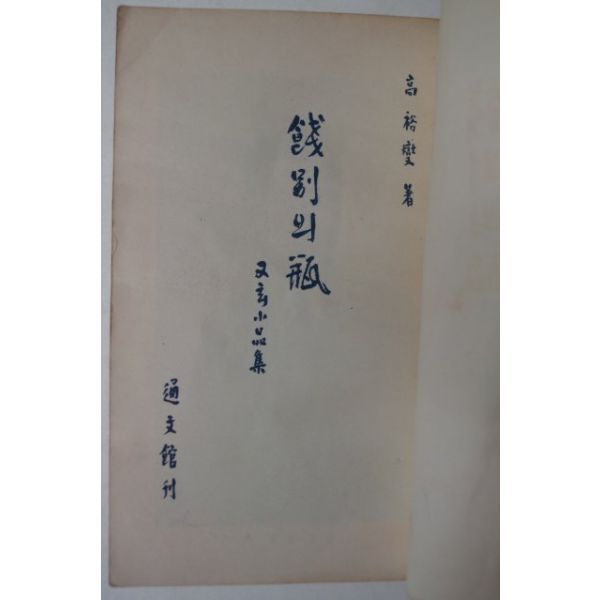 高裕燮 著
餞別의甁
又玄小品集
通文館刊